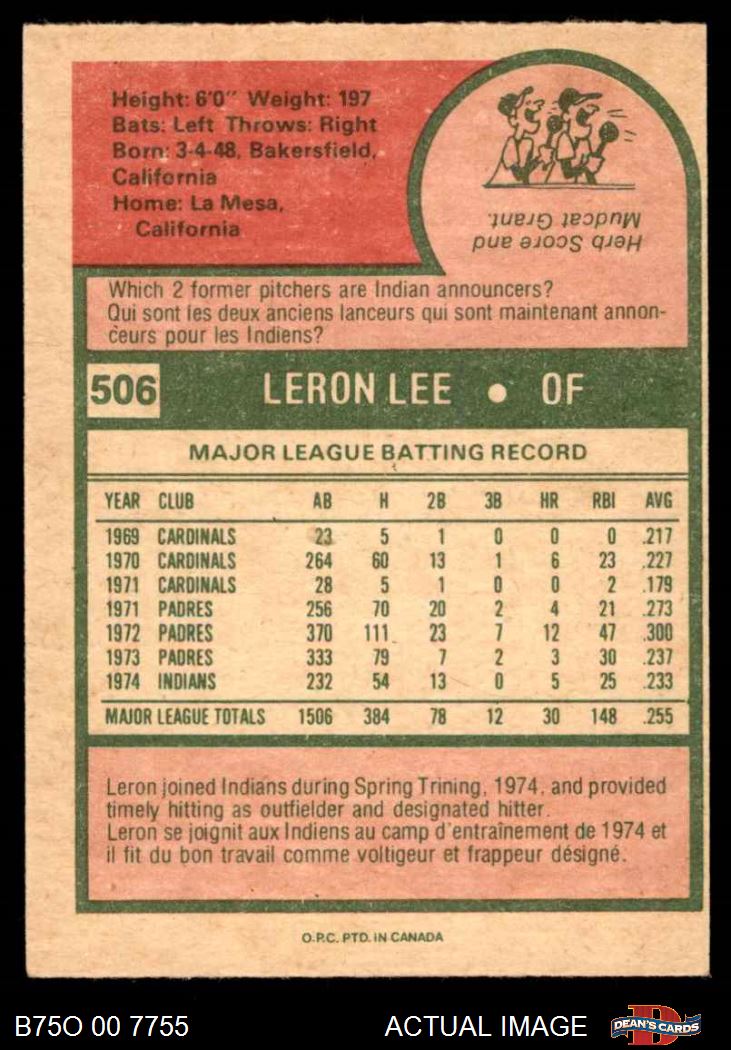 Height: 6'0" Weight: 197
Bats: Left Throws: Right
Born: 3-4-48, Bakersfield,
California
Home: La Mesa,
California
Herb Score and
Mudcat Grant.
Which 2 former pitchers are Indian announcers?
Qui sont les deux anciens lanceurs qui sont maintenant annon-
ceurs pour les Indiens?
506 LERON LEE • OF
MAJOR LEAGUE BATTING RECORD
YEAR CLUB AB H 2B 3B HR RBI AVG
1969 CARDINALS 23 5 1 0 0 0 .217
1970 CARDINALS 264 60 13 1 6 23 .227
1971 CARDINALS 28 5 1 0 0 2 .179
1971 PADRES 256 70 20 2 4 21 .273
1972 PADRES 370 111 23 7 12 47 .300
1973 PADRES 333 79 7 2 3 30 .237
1974 INDIANS 232 54 13 0 5 25 .233
MAJOR LEAGUE TOTALS 1506 384 78 12 30 148 .255
Leron joined Indians during Spring Trining, 1974, and provided
timely hitting as outfielder and designated hitter.
Leron se joignit aux Indiens au camp d'entraînement de 1974 et
il fit du bon travail comme voltigeur et frappeur désigné.
O.P.C. PTD. IN CANADA
B75O 00 7755 ACTUAL IMAGE DEAN'S CARDS